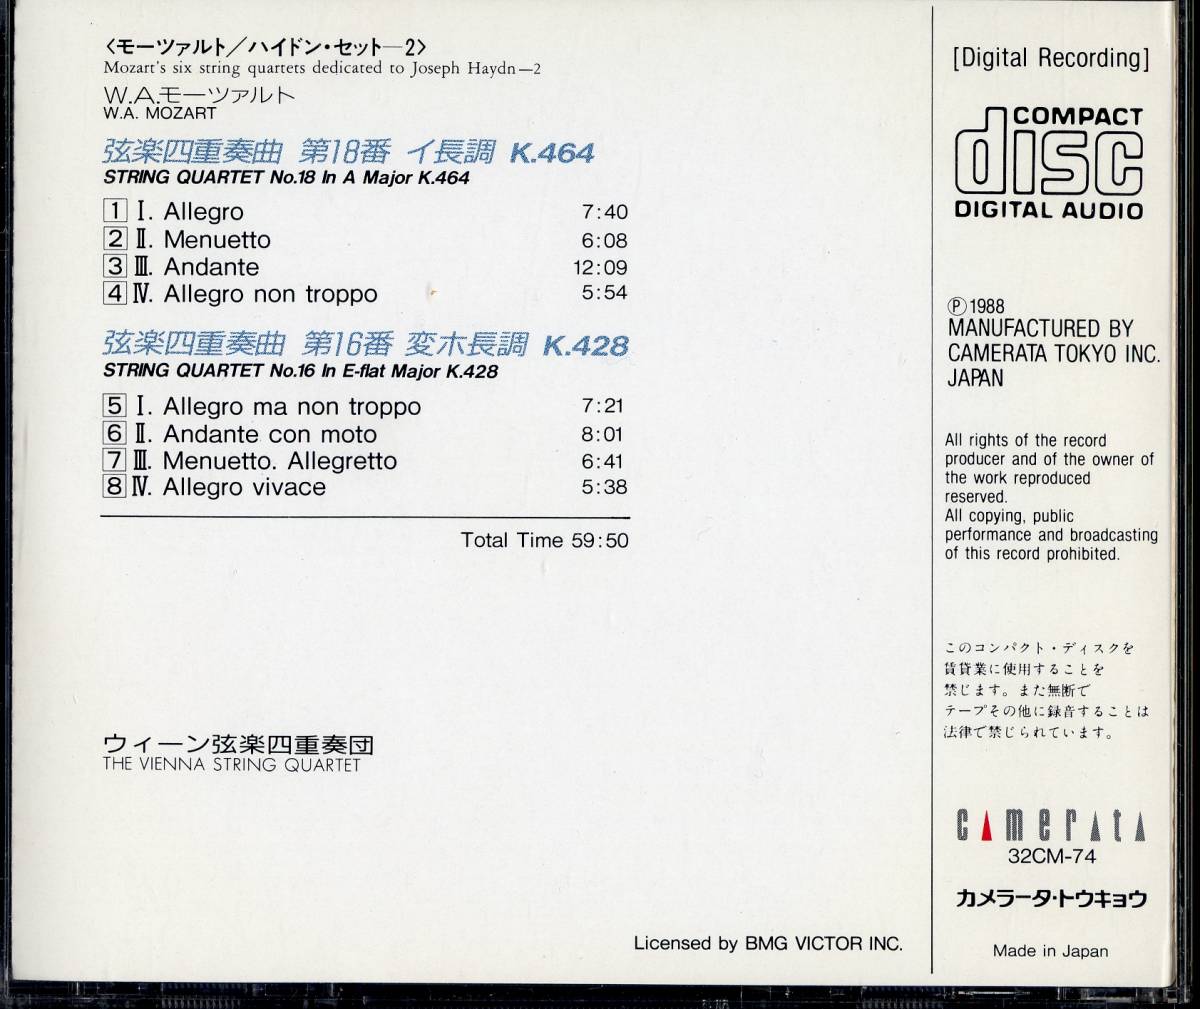 〈モーツァルト／ハイドン・セット―2〉
Mozart's six string quartets dedicated to Joseph Haydn—2
W.A.モーツァルト
W.A. MOZART
弦楽四重奏曲 第18番 イ長調 K.464
STRING QUARTET No.18 In A Major K.464
1 Ⅰ. Allegro 7:40
2 Ⅱ. Menuetto 6:08
3 Ⅲ. Andante 12:09
4 Ⅳ. Allegro non troppo 5:54
弦楽四重奏曲 第16番 変ホ長調 K.428
STRING QUARTET No.16 In E-flat Major K.428
5 Ⅰ. Allegro ma non troppo 7:21
6 Ⅱ. Andante con moto 8:01
7 Ⅲ. Menuetto. Allegretto 6:41
8 Ⅳ. Allegro vivace 5:38
Total Time 59:50
ウィーン弦楽四重奏団
THE VIENNA STRING QUARTET
Licensed by BMG VICTOR INC.
[Digital Recording]
COMPACT
disc
DIGITAL AUDIO
Ⓟ1988
MANUFACTURED BY
CAMERATA TOKYO INC.
JAPAN
All rights of the record
producer and of the owner of
the work reproduced
reserved.
All copying, public
performance and broadcasting
of this record prohibited.
このコンパクト・ディスクを
賃貸業に使用することを
禁じます。また無断で
テープその他に録音することは
法律で禁じられています。
camerata
32CM-74
カメラータ・トウキョウ
Made in Japan